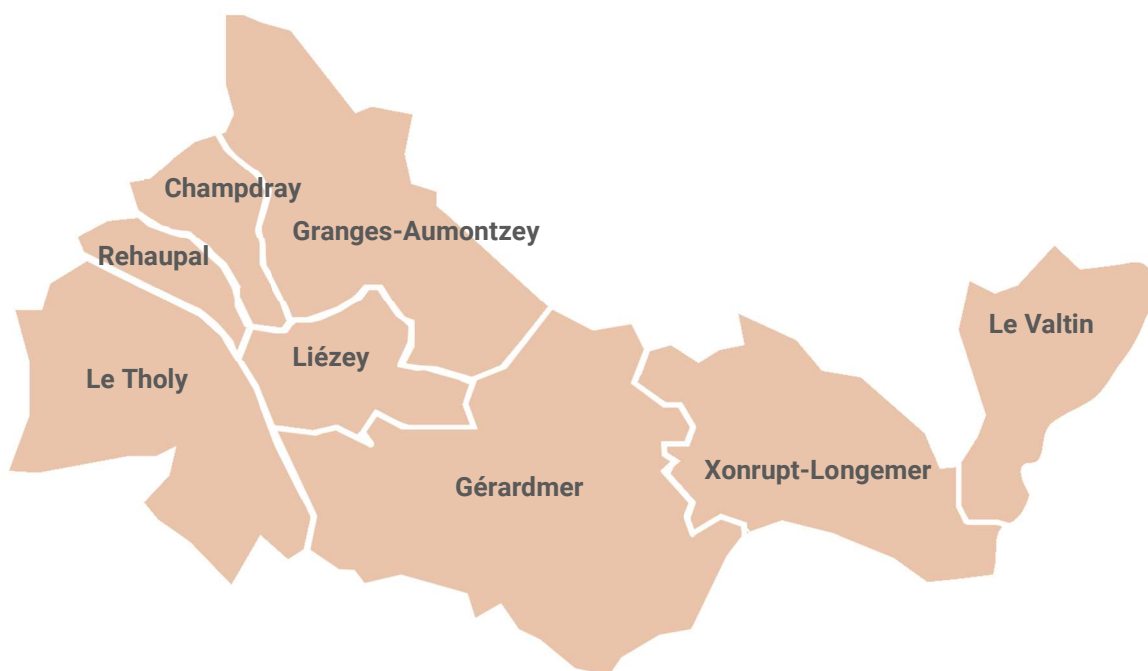 Champdray
Granges-Aumontzey
Rehaupal
Le Valtin
Liézey
Le Tholy
Xonrupt-Longemer
Gérardmer